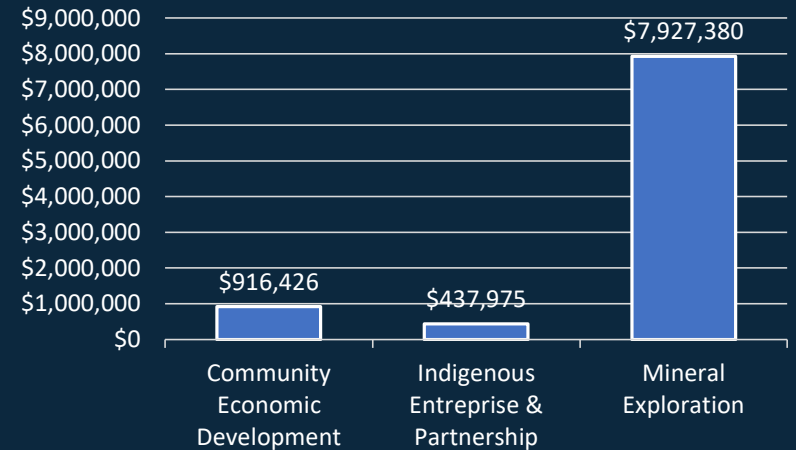 $9,000,000
$8,000,000
$7,000,000
$6,000,000
$5,000,000
$4,000,000
$3,000,000
$2,000,000
$1,000,000
$0
$916,426
$437,975
$7,927,380
Community
Economic
Development
Indigenous
Entreprise &
Partnership
Mineral
Exploration